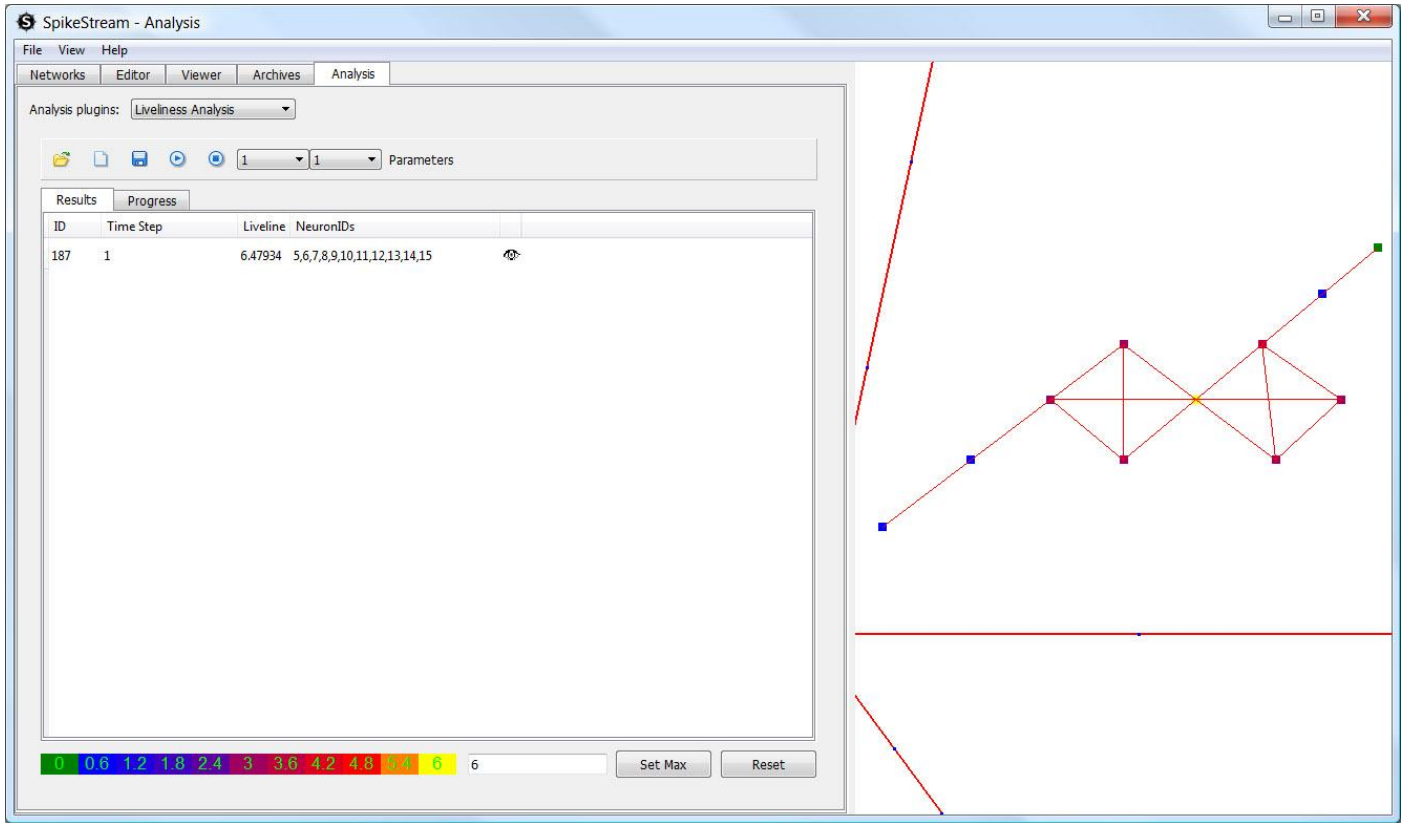 SpikeStream - Analysis
File View Help
Networks Editor Viewer Archives Analysis
Analysis plugins: Liveliness Analysis
1 1 Parameters
Results Progress
ID Time Step Liveline NeuronIDs
187 1 6.47934 5,6,7,8,9,10,11,12,13,14,15
0 0.6 1.2 1.8 2.4 3 3.6 4.2 4.8 5.4 6 6 Set Max Reset